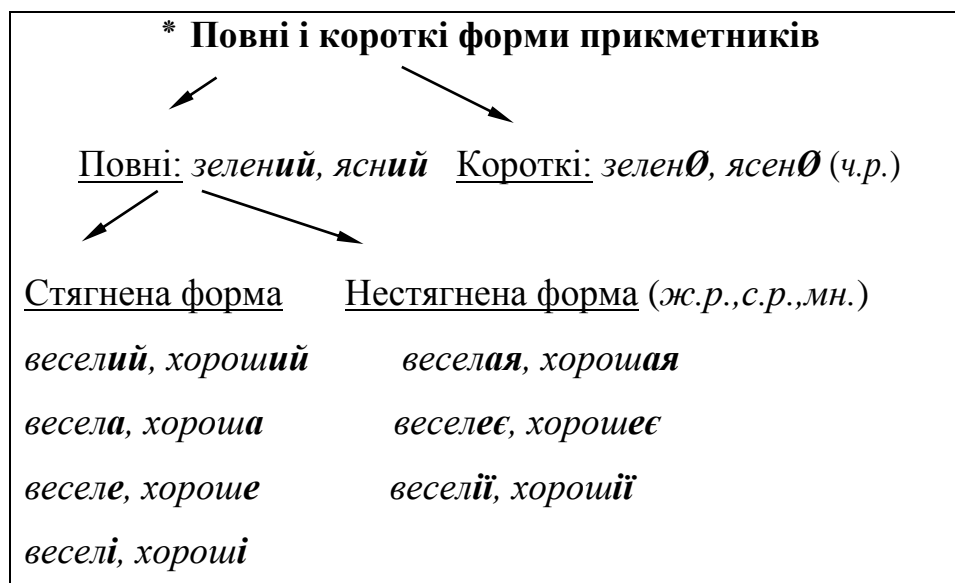 * Повні і короткі форми прикметників
Повні: зелений, ясний Короткі: зеленØ, ясенØ (ч.р.)
Стягнена форма Нестягнена форма (ж.р.,с.р.,мн.)
веселий, хороший веселая, хорошая
весела, хороша веселеє, хорошеє
веселе, хороше веселії, хорошії
веселі, хороші